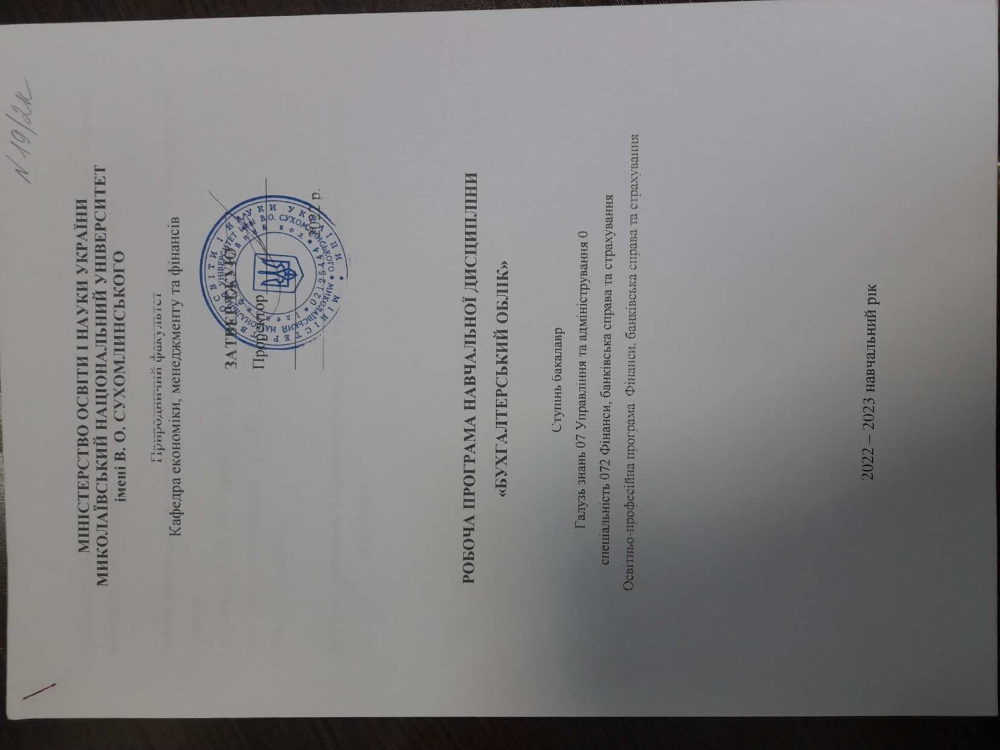 N 19/2к
МІНІСТЕРСТВО ОСВІТИ І НАУКИ УКРАЇНИ
МИКОЛАЇВСЬКИЙ НАЦІОНАЛЬНИЙ УНІВЕРСИТЕТ
імені В. О. СУХОМЛИНСЬКОГО
Природничий факультет
Кафедра економіки, менеджменту та фінансів
ЗАТВЕРДЖУЮ
Проректор
2022 р.
МІНІСТЕРСТВО ОСВІТИ І НАУКИ УКРАЇНИ
МИКОЛАЇВСЬКИЙ НАЦІОНАЛЬНИЙ УНІВЕРСИТЕТ ІМЕНІ В.О. СУХОМЛИНСЬКОГО
Ідентифікаційний код 02125444
РОБОЧА ПРОГРАМА НАВЧАЛЬНОЇ ДИСЦИПЛІНИ
«БУХГАЛТЕРСЬКИЙ ОБЛІК»
Ступінь бакалавр
Галузь знань 07 Управління та адміністрування 0
спеціальність 072 Фінанси, банківська справа та страхування
Освітньо-професійна програма Фінанси. банківська справа та страхування
2022 – 2023 навчальний рік